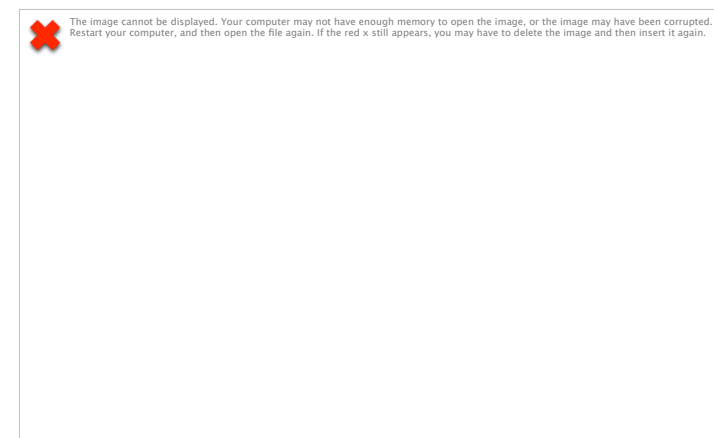 The image cannot be displayed. Your computer may not have enough memory to open the image, or the image may have been corrupted.
Restart your computer, and then open the file again. If the red x still appears, you may have to delete the image and then insert it again.